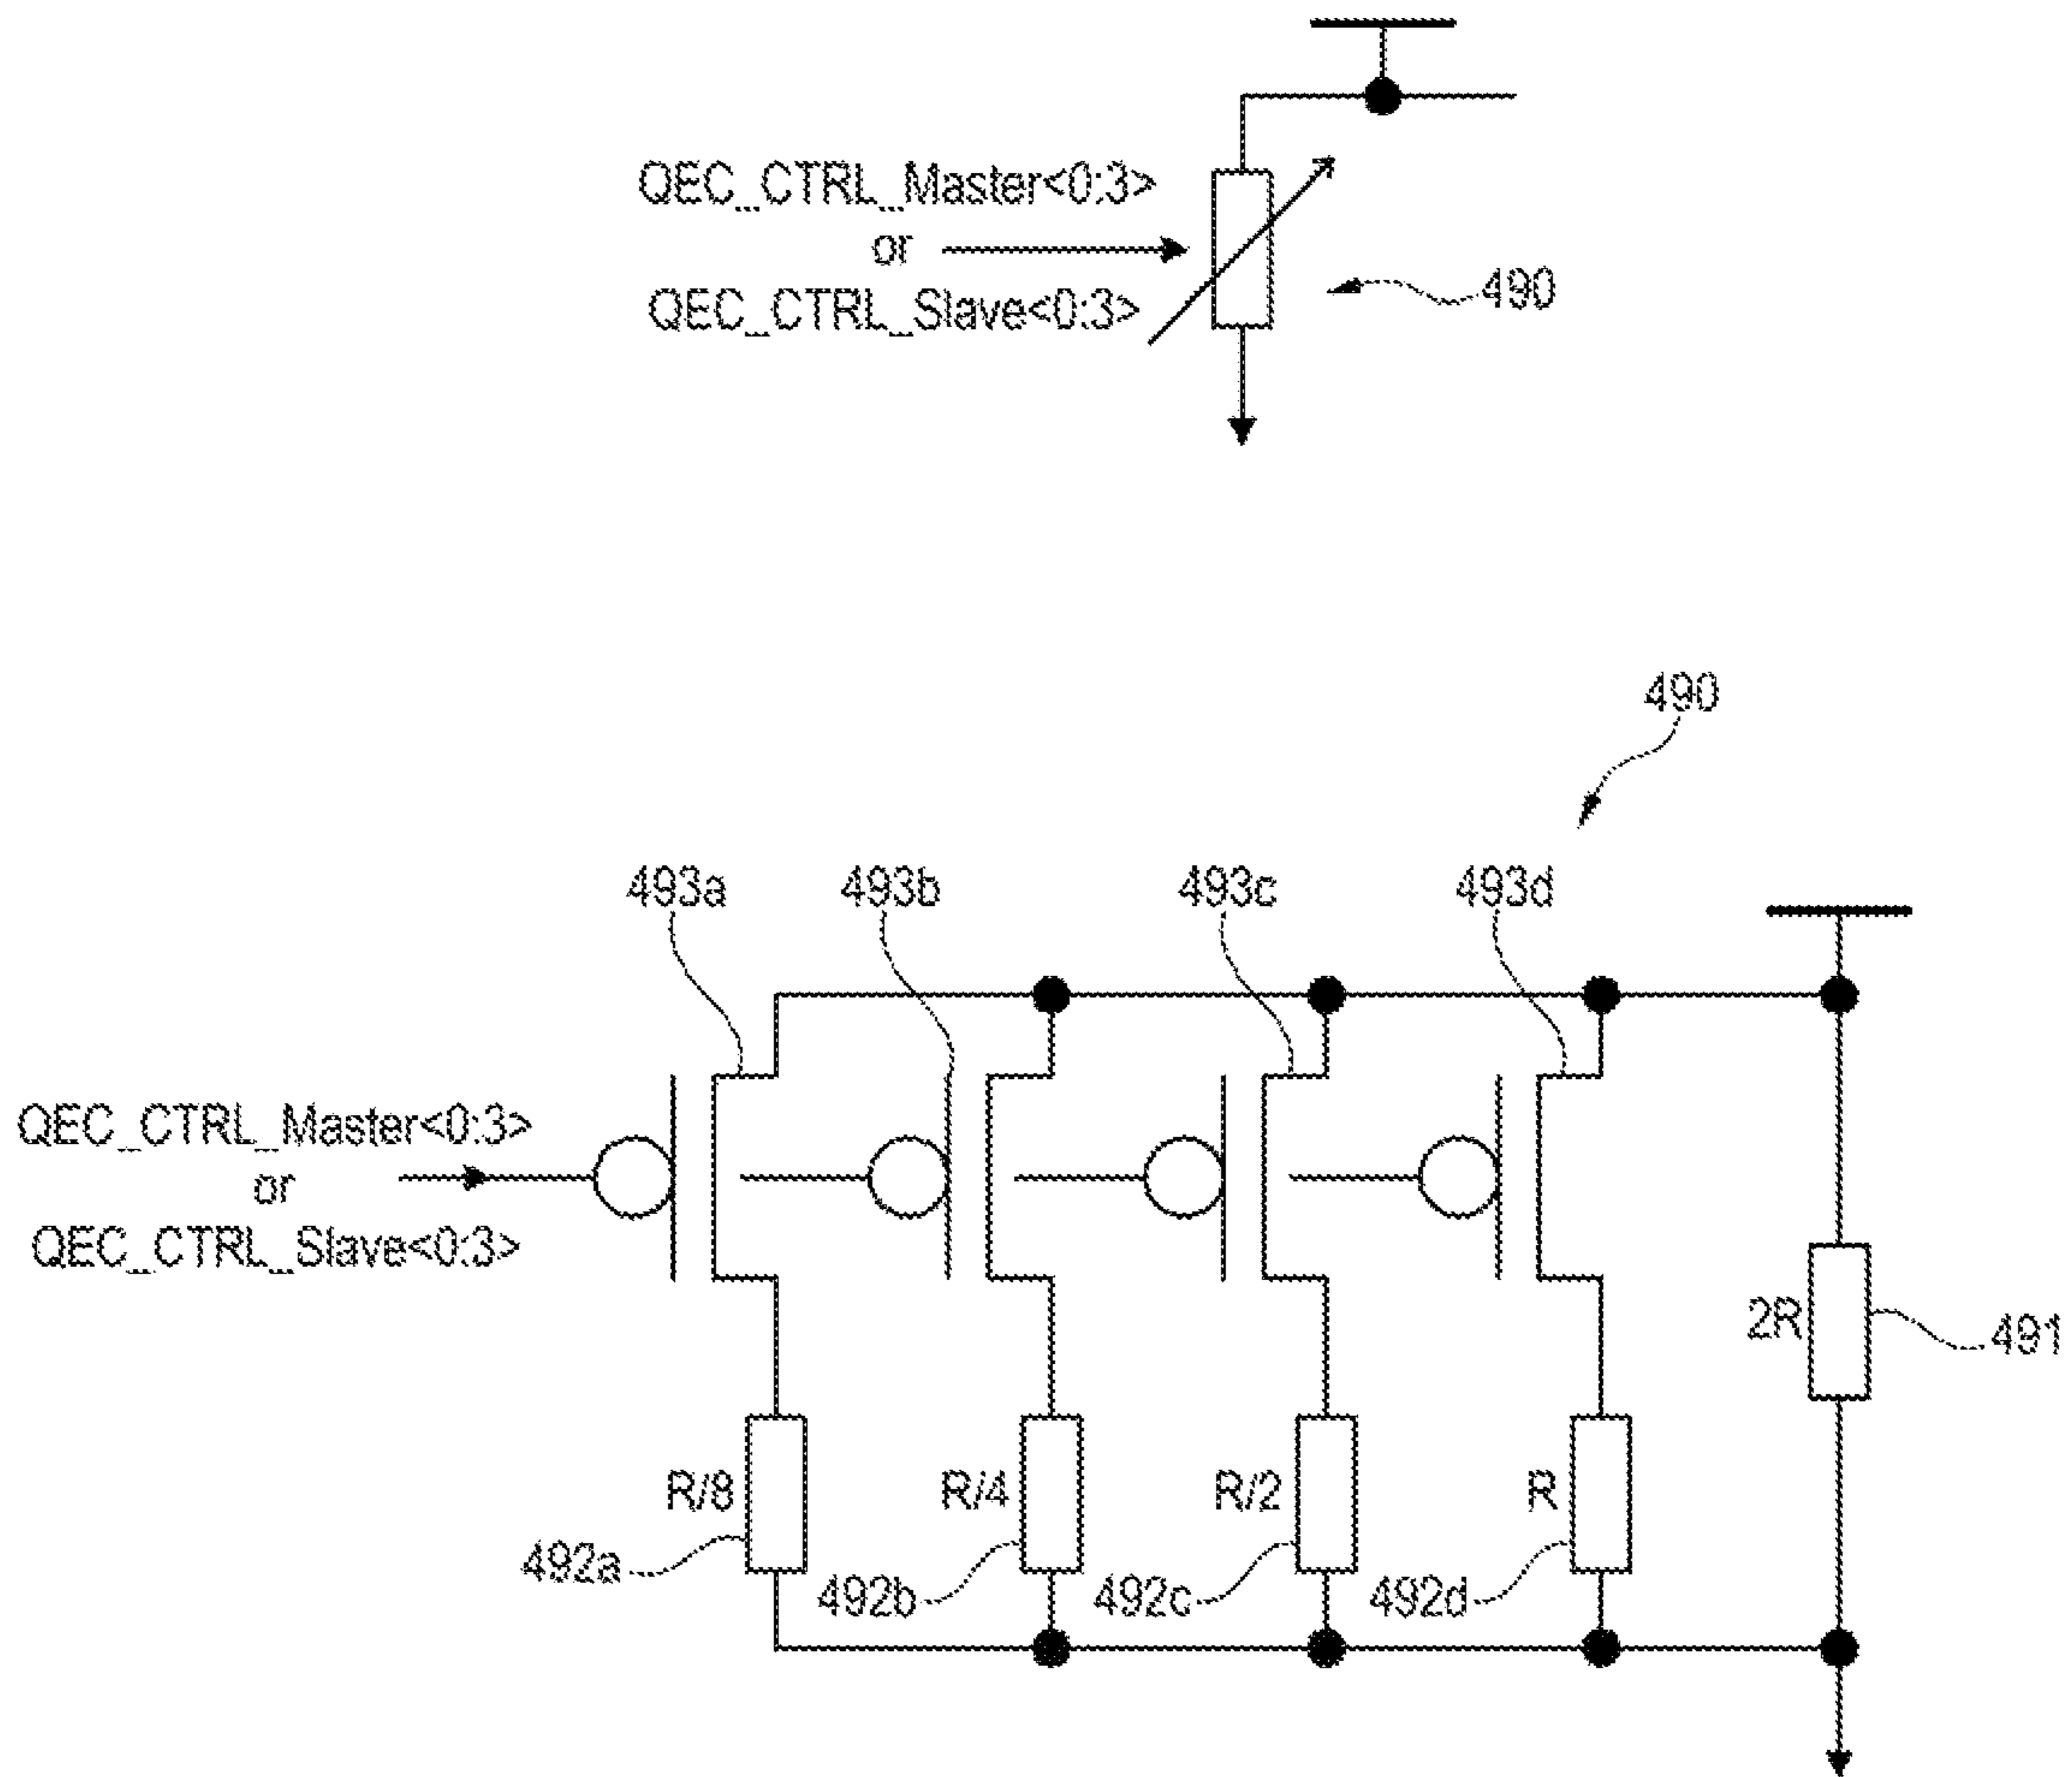 QEC_CTRL_Master<0:3>
or
QEC_CTRL_Slave<0:3>
490
490
493a
493b
493c
493d
QEC_CTRL_Master<0:3>
or
QEC_CTRL_Slave<0:3>
2R
491
R/8
R/4
R/2
R
492a
492b
492c
492d